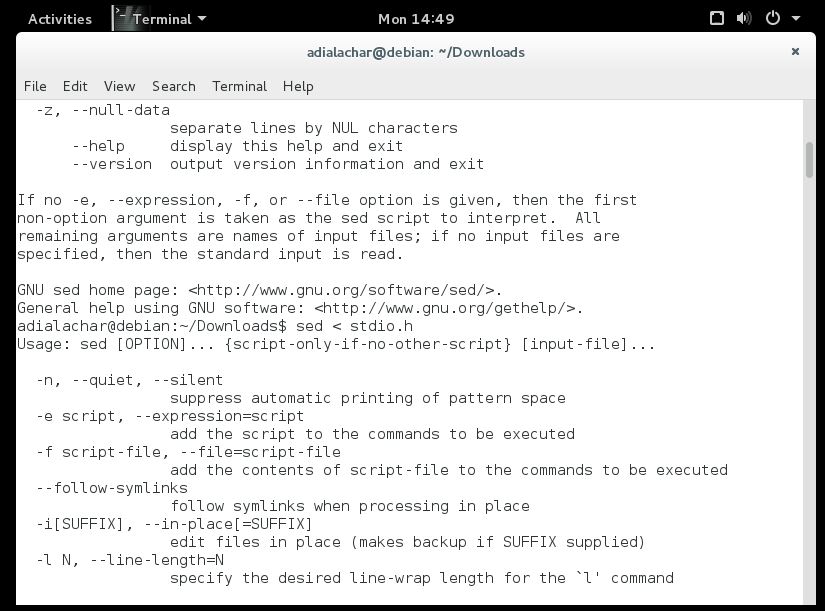 Activities Terminal Mon 14:49
adialachar@debian: ~/Downloads
File Edit View Search Terminal Help
-z, --null-data
separate lines by NUL characters
--help display this help and exit
--version output version information and exit
If no -e, --expression, -f, or --file option is given, then the first
non-option argument is taken as the sed script to interpret. All
remaining arguments are names of input files; if no input files are
specified, then the standard input is read.
GNU sed home page: <http://www.gnu.org/software/sed/>.
General help using GNU software: <http://www.gnu.org/gethelp/>.
adialachar@debian:~/Downloads$ sed < stdio.h
Usage: sed [OPTION]... {script-only-if-no-other-script} [input-file]...
-n, --quiet, --silent
suppress automatic printing of pattern space
-e script, --expression=script
add the script to the commands to be executed
-f script-file, --file=script-file
add the contents of script-file to the commands to be executed
--follow-symlinks
follow symlinks when processing in place
-i[SUFFIX], --in-place[=SUFFIX]
edit files in place (makes backup if SUFFIX supplied)
-l N, --line-length=N
specify the desired line-wrap length for the `l' command